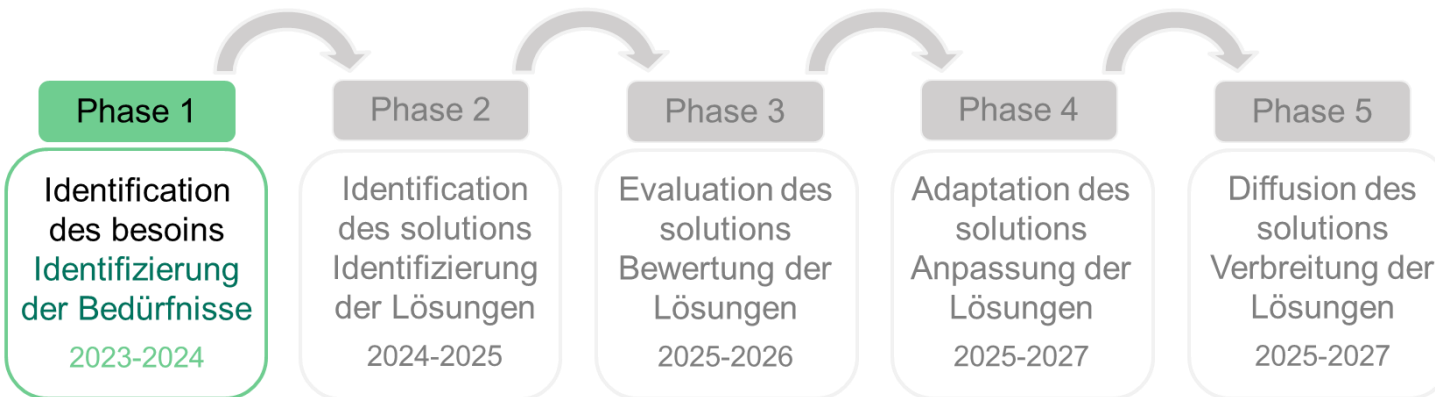 Phase 1
Identification
des besoins
Identifizierung
der Bedürfnisse
2023-2024
Phase 2
Identification
des solutions
Identifizierung
der Lösungen
2024-2025
Phase 3
Evaluation des
solutions
Bewertung der
Lösungen
2025-2026
Phase 4
Adaptation des
solutions
Anpassung der
Lösungen
2025-2027
Phase 5
Diffusion des
solutions
Verbreitung der
Lösungen
2025-2027